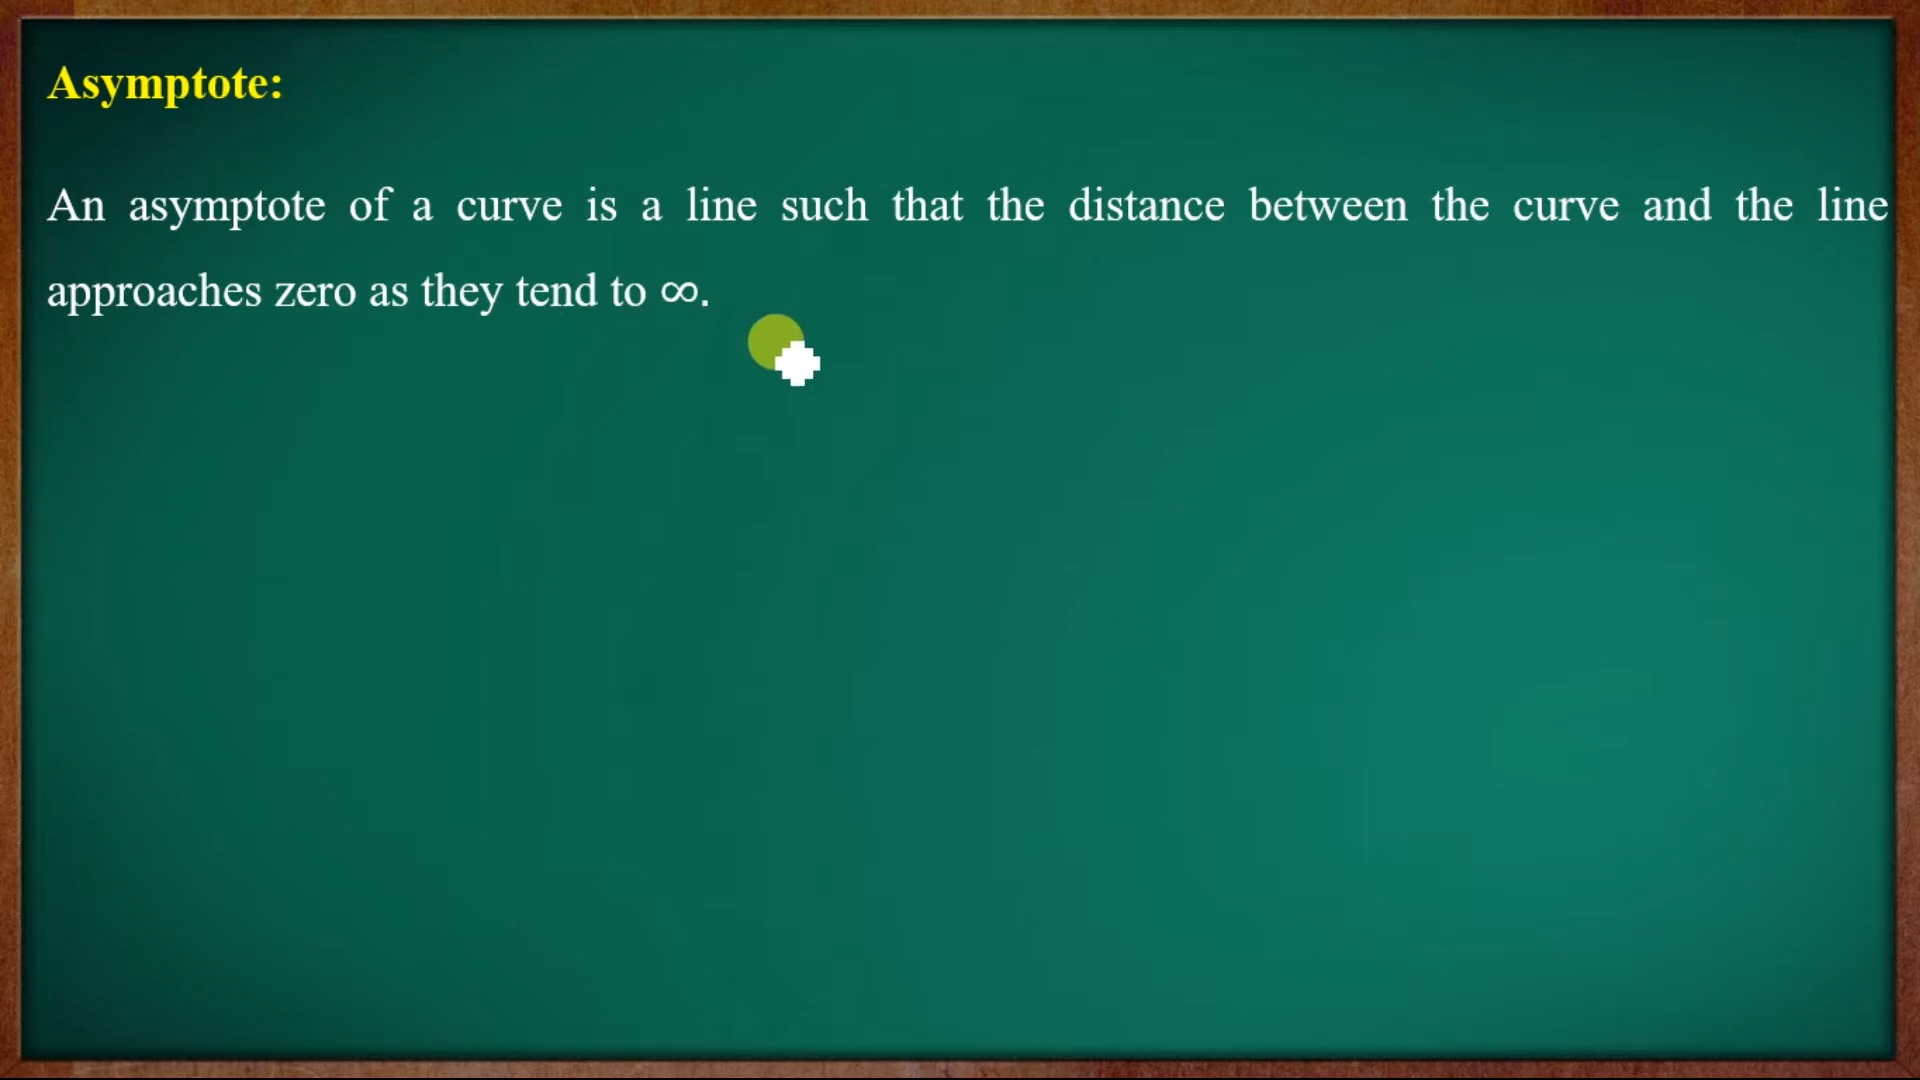 Asymptote:
An asymptote of a curve is a line such that the distance between the curve and the line
approaches zero as they tend to ∞.